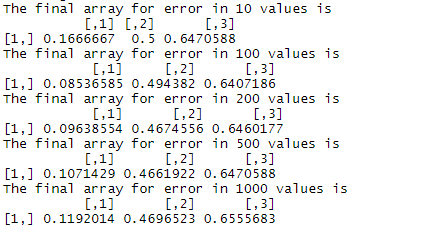 The final array for error in 10 values is
[,1] [,2] [,3]
[1,] 0.1666667 0.5 0.6470588
The final array for error in 100 values is
[,1] [,2] [,3]
[1,] 0.08536585 0.494382 0.6407186
The final array for error in 200 values is
[,1] [,2] [,3]
[1,] 0.09638554 0.4674556 0.6460177
The final array for error in 500 values is
[,1] [,2] [,3]
[1,] 0.1071429 0.4661922 0.6470588
The final array for error in 1000 values is
[,1] [,2] [,3]
[1,] 0.1192014 0.4696523 0.6555683